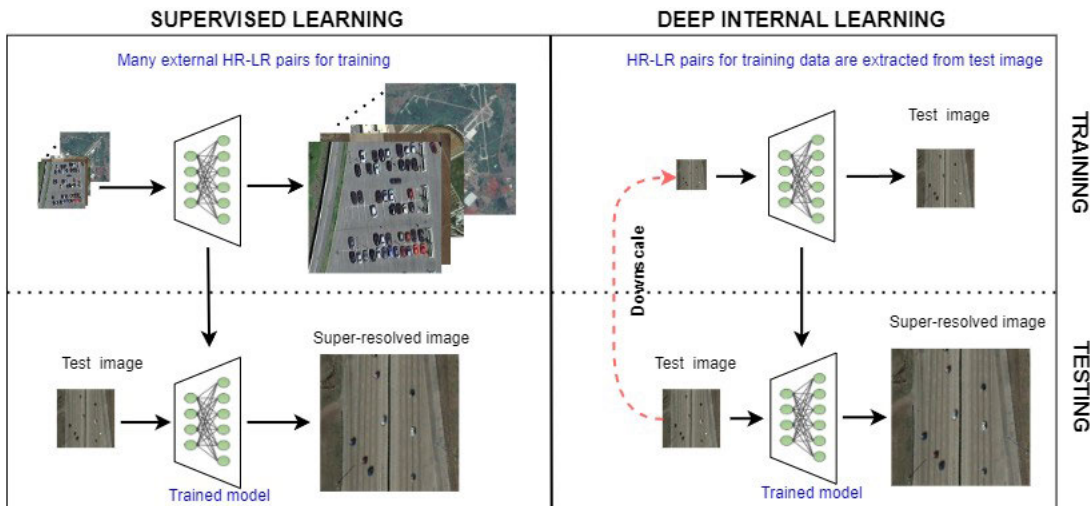 SUPERVISED LEARNING
DEEP INTERNAL LEARNING
Many external HR-LR pairs for training
HR-LR pairs for training data are extracted from test image
TRAINING
Test image
Downscale
Super-resolved image
Test image
Trained model
Super-resolved image
Test image
Trained model
TESTING